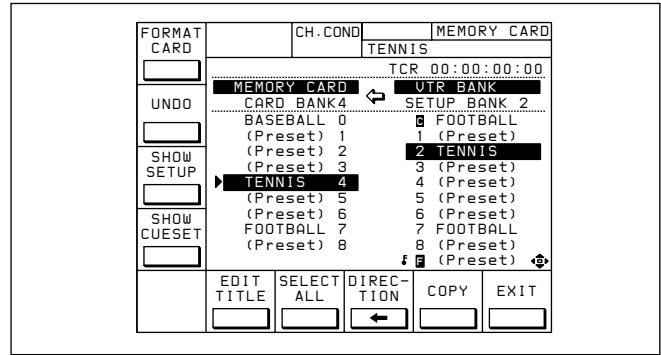 FORMAT
CARD
CH.COND
MEMORY CARD
TENNIS
TCR 00:00:00:00
MEMORY CARD
VTR BANK
UNDO
CARD BANK4
SETUP BANK 2
BASEBALL 0
C FOOTBALL
(Preset) 1
1 (Preset)
(Preset) 2
2 TENNIS
SHOW
SETUP
(Preset) 3
3 (Preset)
TENNIS 4
4 (Preset)
(Preset) 5
5 (Preset)
(Preset) 6
6 (Preset)
SHOW
CUESET
FOOTBALL 7
7 FOOTBALL
(Preset) 8
8 (Preset)
F (Preset)
EDIT
TITLE
SELECT
ALL
DIREC-
TION
COPY
EXIT